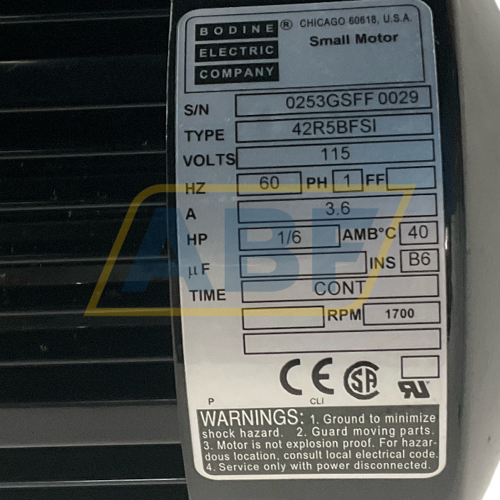 BODINE ELECTRIC COMPANY ® CHICAGO 60618, U.S.A.
Small Motor
S/N 0253GSFF 0029
TYPE 42R5BFSI
VOLTS 115
HZ 60 PH 1 FF
A 3.6
HP 1/6 AMB°C 40
µF INS B6
TIME CONT
RPM 1700
CE SA ® UR
P CLI
WARNINGS: 1. Ground to minimize
shock hazard. 2. Guard moving parts.
3. Motor is not explosion proof. For hazar-
dous location, consult local electrical code.
4. Service only with power disconnected.
ABF